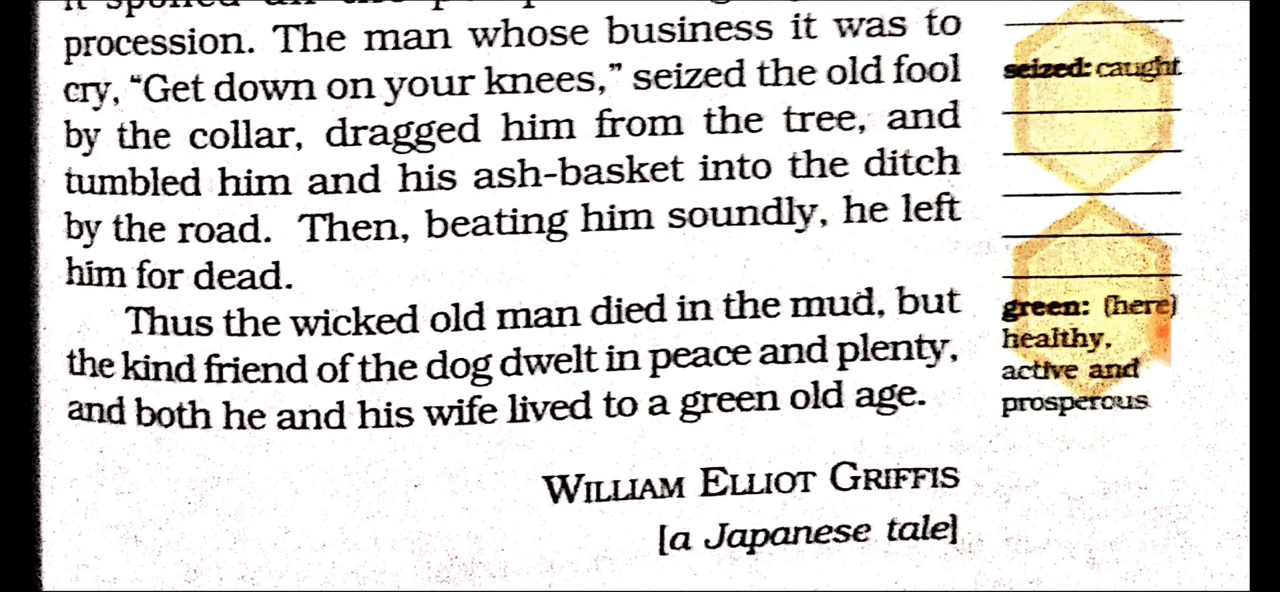 procession. The man whose business it was to
cry, “Get down on your knees,” seized the old fool
by the collar, dragged him from the tree, and
tumbled him and his ash-basket into the ditch
by the road. Then, beating him soundly, he left
him for dead.
Thus the wicked old man died in the mud, but
the kind friend of the dog dwelt in peace and plenty,
and both he and his wife lived to a green old age.
WILLIAM ELLIOT GRIFFIS
[a Japanese tale]
seized: caught
green: (here)
healthy,
active and
prosperous